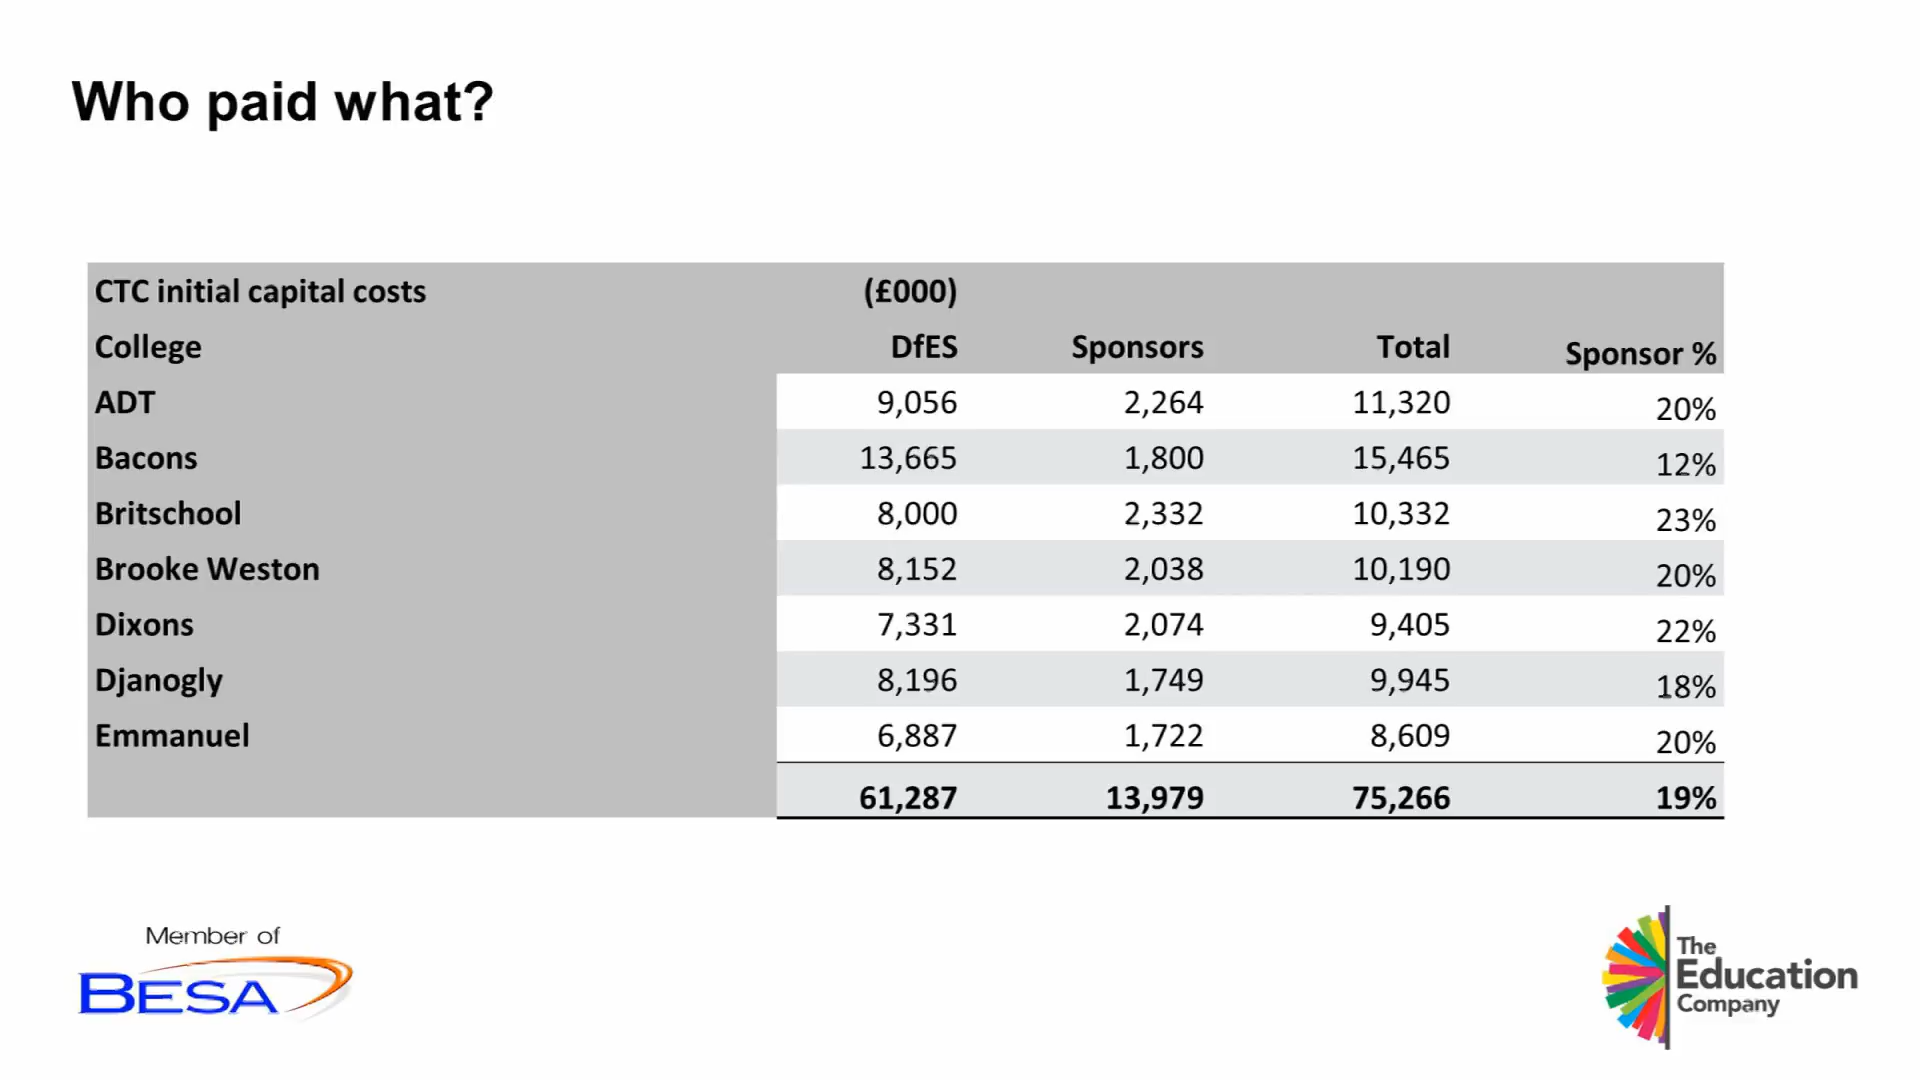 Who paid what?
CTC initial capital costs (£000)
College DfES Sponsors Total Sponsor %
ADT 9,056 2,264 11,320 20%
Bacons 13,665 1,800 15,465 12%
Britschool 8,000 2,332 10,332 23%
Brooke Weston 8,152 2,038 10,190 20%
Dixons 7,331 2,074 9,405 22%
Djanogly 8,196 1,749 9,945 18%
Emmanuel 6,887 1,722 8,609 20%
61,287 13,979 75,266 19%
Member of
BESA
The
Education
Company